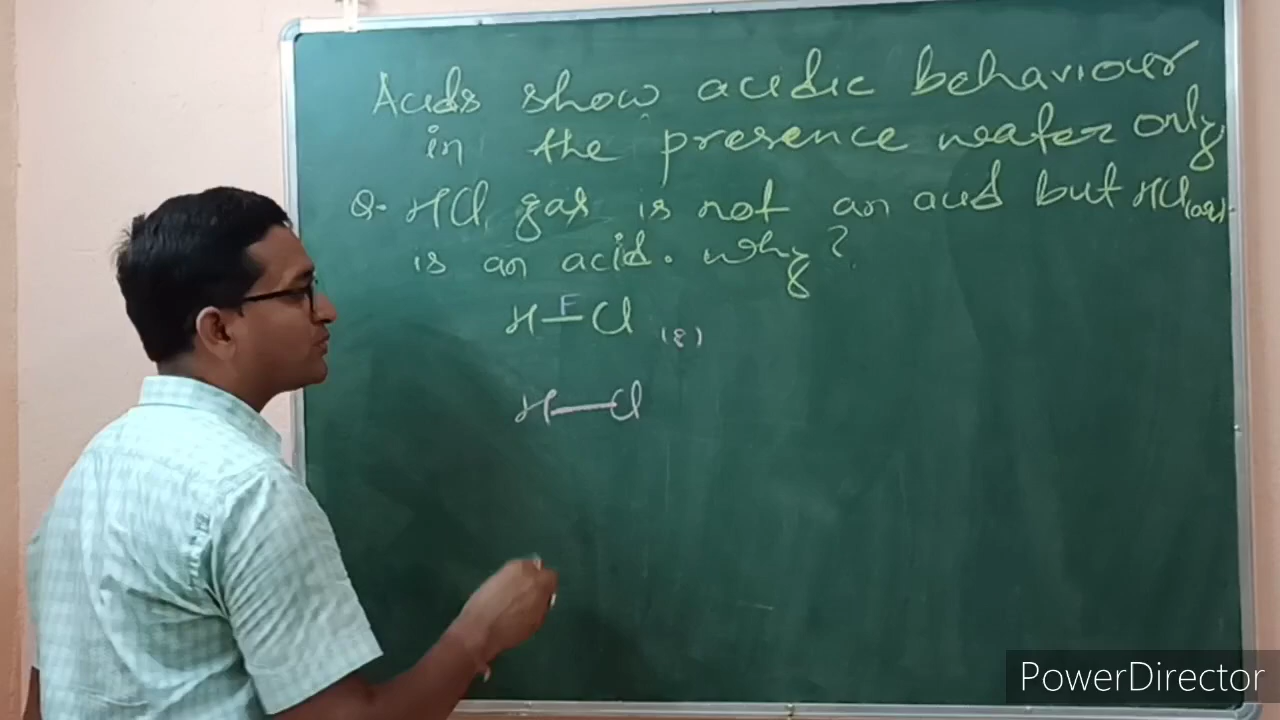 Acids show acidic behaviour
in the presence water only
Q. HCl gas is not an acid but HCl(aq)
is an acid. Why?
F
H—Cl (g)
H—Cl
PowerDirector